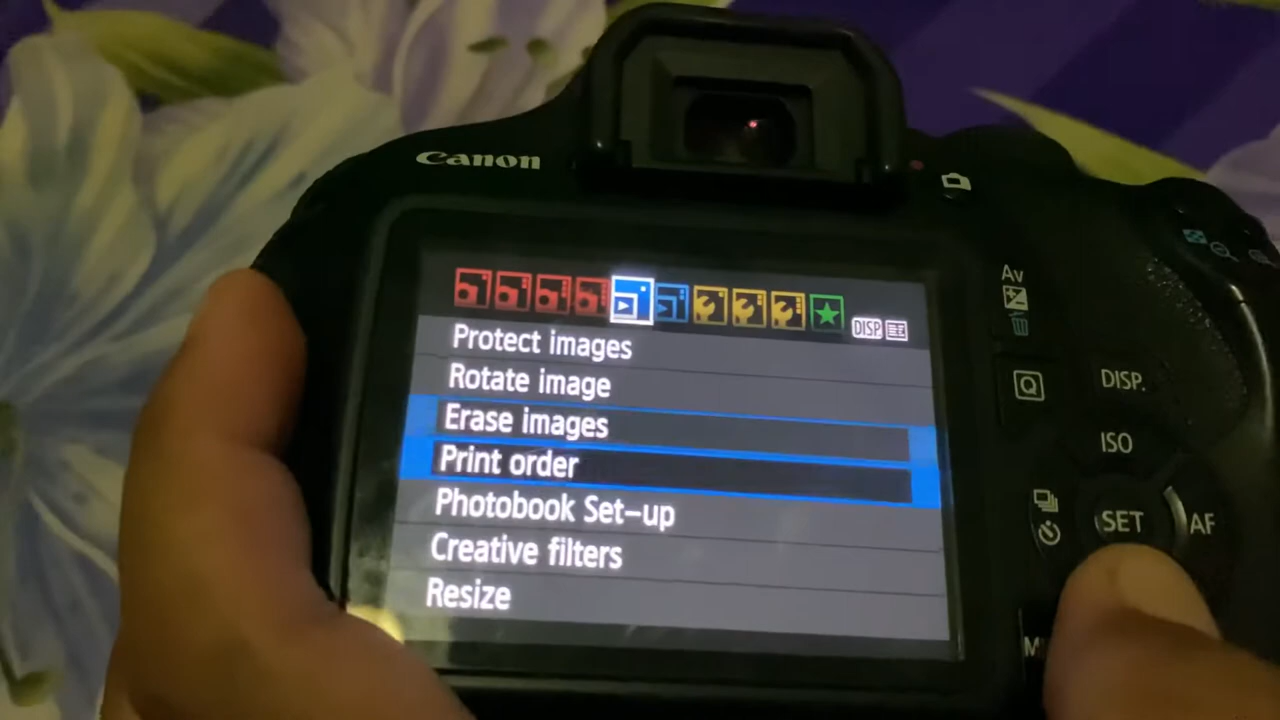 Canon
DISP
Protect images
Rotate image
Erase images
Print order
Photobook Set-up
Creative filters
Resize
Av
Q
DISP.
ISO
SET
AF